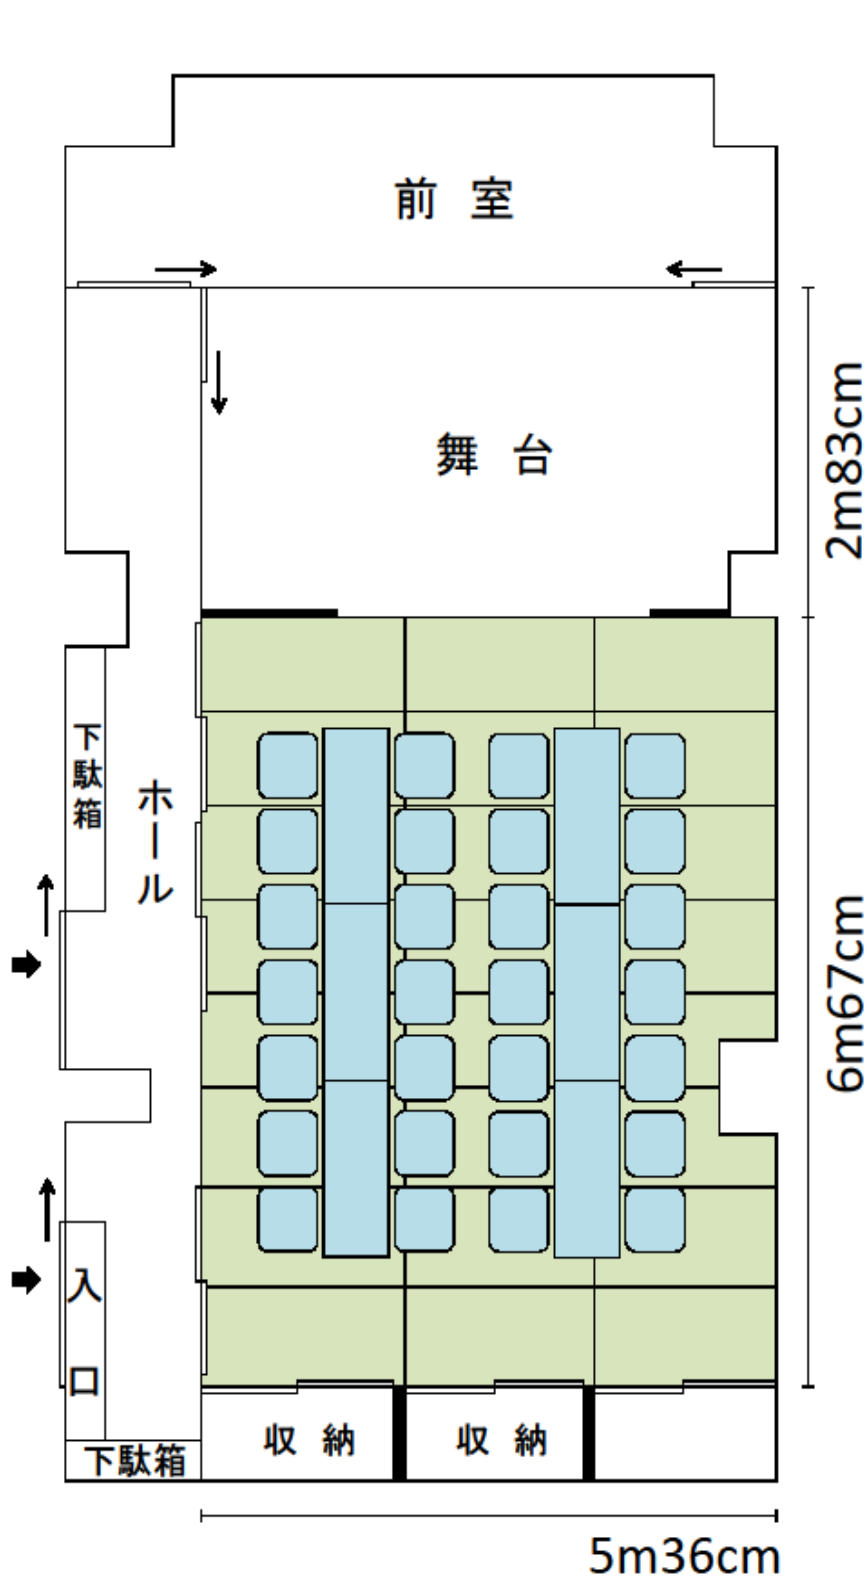 前 室
舞 台
2m83cm
下駄箱
ホール
6m67cm
入口
収 納
収 納
下駄箱
5m36cm